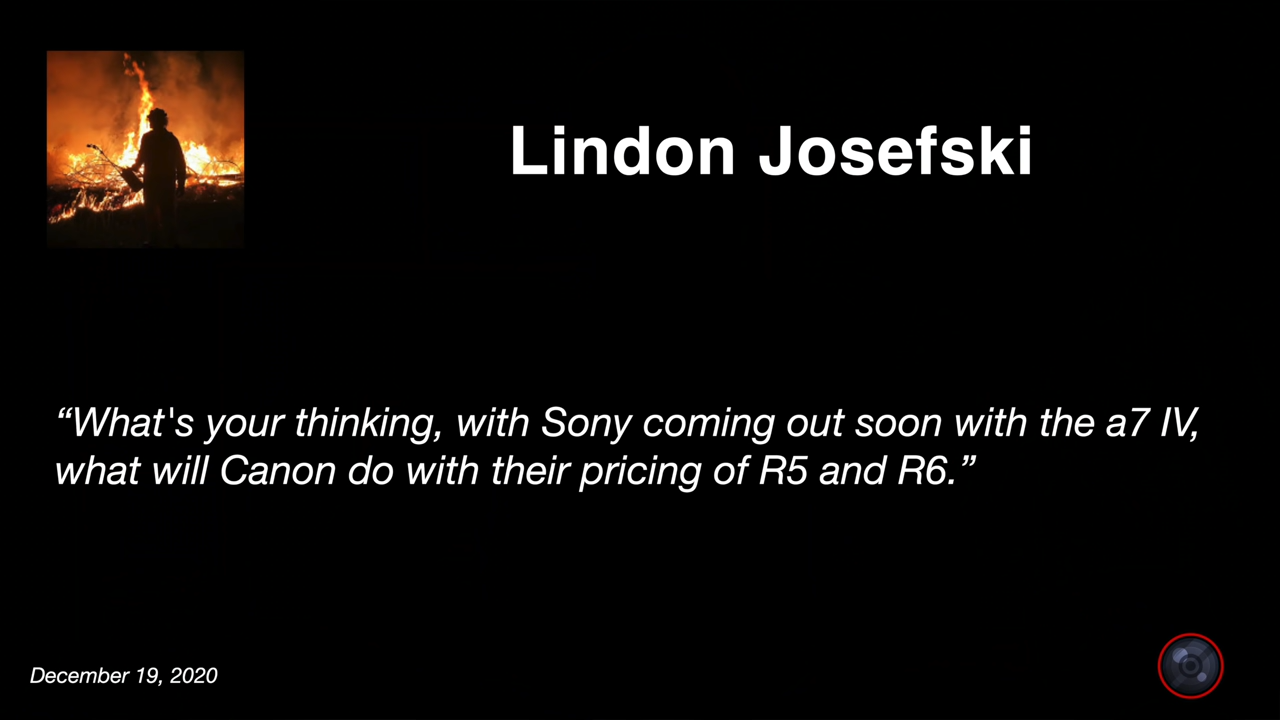 Lindon Josefski
“What's your thinking, with Sony coming out soon with the a7 IV,
what will Canon do with their pricing of R5 and R6.”
December 19, 2020